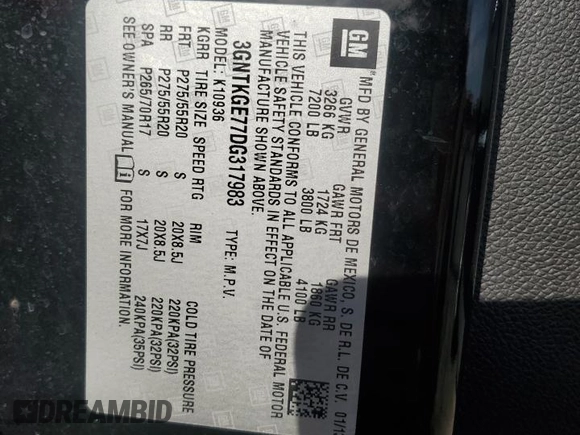 GM
MFD BY GENERAL MOTORS DE MEXICO, S. DE R.L. DE C.V.
GVWR GAWR FRT GAWR RR
3266 KG 1724 KG 1860 KG
7200 LB 3800 LB 4100 LB
THIS VEHICLE CONFORMS TO ALL APPLICABLE U.S. FEDERAL MOTOR
VEHICLE SAFETY STANDARDS IN EFFECT ON THE DATE OF
MANUFACTURE SHOWN ABOVE.
3GNTKGE77DG317983 TYPE: M.P.V.
K10936
KGRR TIRE SIZE SPEED RTG RIM COLD TIRE PRESSURE
FRT P275/55R20 S 20X8.5J 220KPA(32PSI)
RR P275/55R20 S 20X8.5J 220KPA(32PSI)
SPA P265/70R17 S 17X7J 240KPA(35PSI)
SEE OWNER'S MANUAL FOR MORE INFORMATION.
DREAMBID